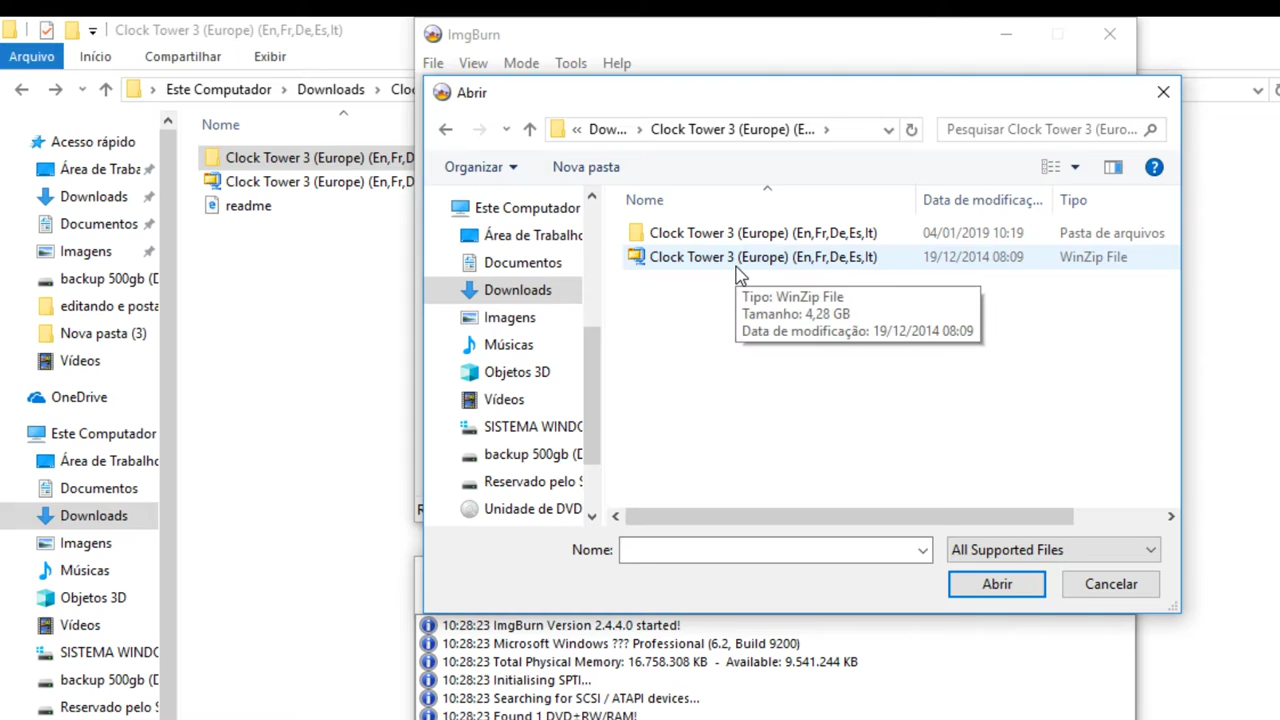 Clock Tower 3 (Europe) (En,Fr,De,Es,It)
Arquivo
Início
Compartilhar
Exibir
Este Computador
Downloads
Nome
Acesso rápido
Área de Traba
Downloads
Documentos
Imagens
backup 500gb (D
editando e posta
Nova pasta (3)
Vídeos
OneDrive
Este Computador
Área de Trabalho
Documentos
Downloads
Imagens
Músicas
Objetos 3D
Vídeos
SISTEMA WIND
backup 500gb (D
Reservado pelo S
Clock Tower 3 (Europe) (En,Fr,D
Clock Tower 3 (Europe) (En,Fr,D
readme
ImgBurn
File View Mode Tools Help
Abrir
« Dow... › Clock Tower 3 (Europe) (E... ›
Pesquisar Clock Tower 3 (Euro...
Organizar
Nova pasta
Este Computador
Área de Trabalho
Documentos
Downloads
Imagens
Músicas
Objetos 3D
Vídeos
SISTEMA WIND
backup 500gb (D
Reservado pelo S
Unidade de DVD
Nome Data de modificaç... Tipo
Clock Tower 3 (Europe) (En,Fr,De,Es,It) 04/01/2019 10:19 Pasta de arquivos
Clock Tower 3 (Europe) (En,Fr,De,Es,It) 19/12/2014 08:09 WinZip File
Tipo: WinZip File
Tamanho: 4,28 GB
Data de modificação: 19/12/2014 08:09
Nome:
All Supported Files
Abrir
Cancelar
10:28:23 ImgBurn Version 2.4.4.0 started!
10:28:23 Microsoft Windows ??? Professional (6.2, Build 9200)
10:28:23 Total Physical Memory: 16.758.308 KB - Available: 9.541.244 KB
10:28:23 Initialising SPTI...
10:28:23 Searching for SCSI / ATAPI devices...
10:28:23 Found 1 DVD±RW/RAM!